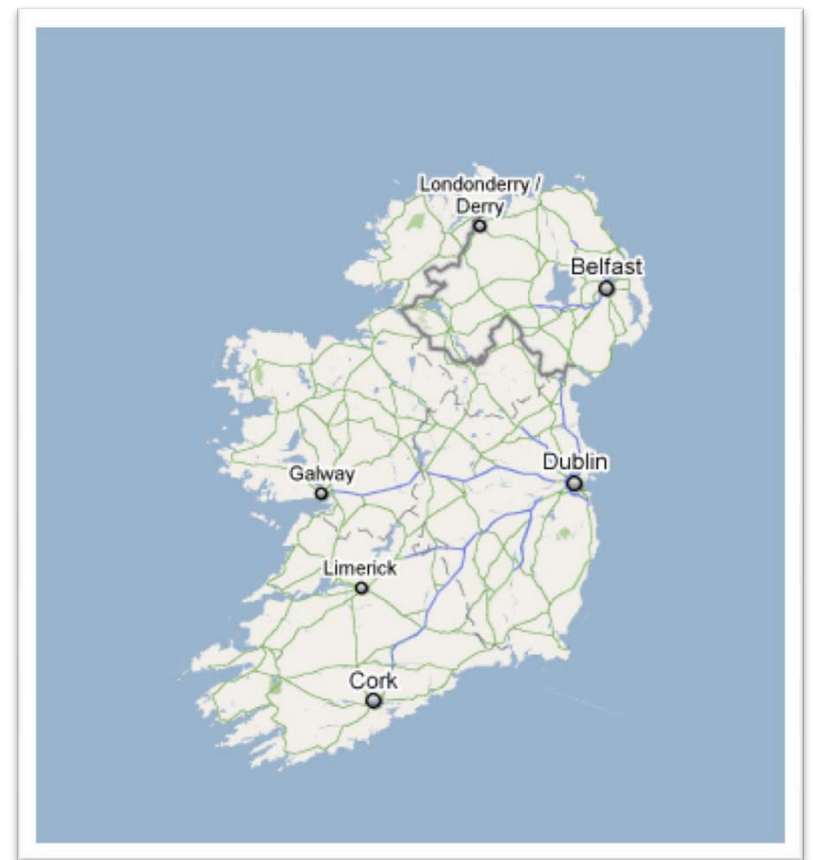 Londonderry /
Derry
Belfast
Dublin
Galway
Limerick
Cork